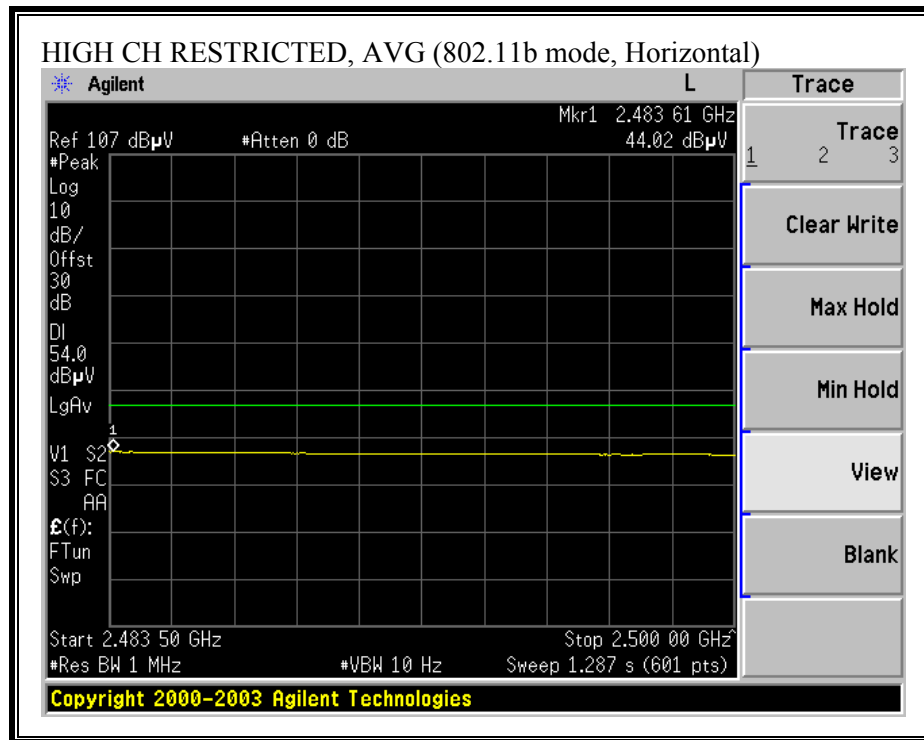 HIGH CH RESTRICTED, AVG (802.11b mode, Horizontal)
Agilent
L
Trace
Mkr1 2.483 61 GHz
Ref 107 dBµV #Atten 0 dB 44.02 dBµV
#Peak
Log
10
dB/
Offst
30
dB
DI
54.0
dBµV
LgAv
1
V1 S2
S3 FC
AA
£(f):
FTun
Swp
Start 2.483 50 GHz Stop 2.500 00 GHz^
#Res BW 1 MHz #VBW 10 Hz Sweep 1.287 s (601 pts)
Copyright 2000-2003 Agilent Technologies
Trace
1 2 3
Clear Write
Max Hold
Min Hold
View
Blank